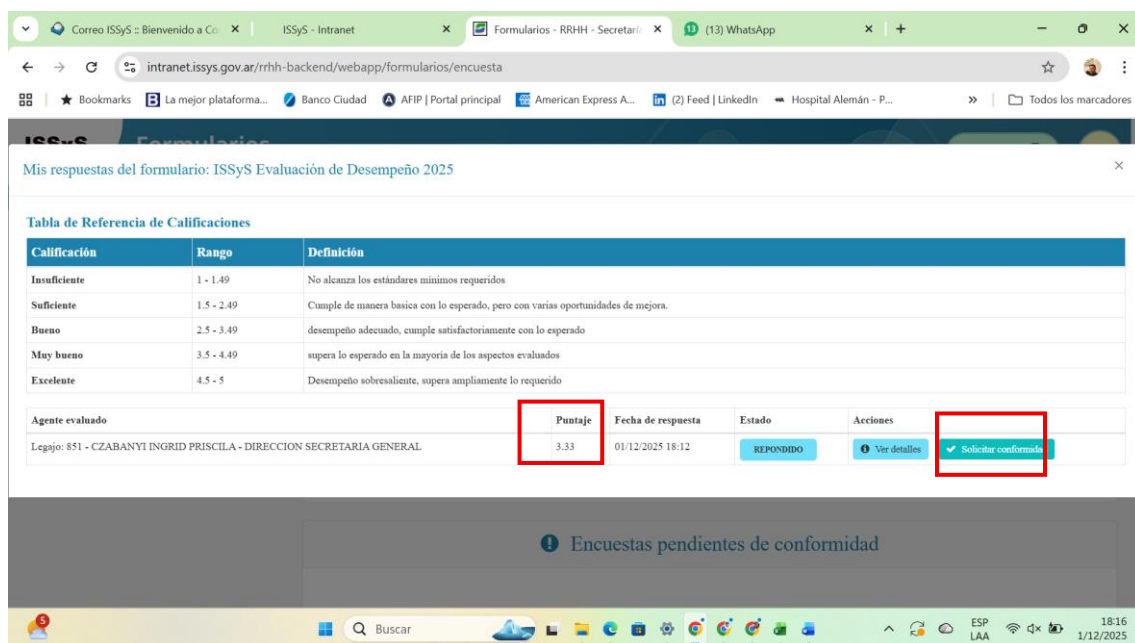 Correo ISSyS :: Bienvenido a Co
ISSyS - Intranet
Formularios - RRHH - Secretaría
(13) WhatsApp
intranet.issys.gov.ar/rrhh-backend/webapp/formularios/encuesta
Bookmarks
La mejor plataforma...
Banco Ciudad
AFIP | Portal principal
American Express A...
(2) Feed | LinkedIn
Hospital Alemán - P...
»
Todos los marcadores
ISSyS
Formularios
Mis respuestas del formulario: ISSyS Evaluación de Desempeño 2025
Tabla de Referencia de Calificaciones
Calificación Rango Definición
Insuficiente 1 - 1.49 No alcanza los estándares mínimos requeridos
Suficiente 1.5 - 2.49 Cumple de manera basica con lo esperado, pero con varias oportunidades de mejora.
Bueno 2.5 - 3.49 desempeño adecuado, cumple satisfactoriamente con lo esperado
Muy bueno 3.5 - 4.49 supera lo esperado en la mayoria de los aspectos evaluados
Excelente 4.5 - 5 Desempeño sobresaliente, supera ampliamente lo requerido
Agente evaluado Puntaje Fecha de respuesta Estado Acciones
Legajo: 851 - CZABANYI INGRID PRISCILA - DIRECCION SECRETARIA GENERAL 3.33 01/12/2025 18:12 REPONDIDO Ver detalles Solicitar conformidad
Encuestas pendientes de conformidad
5
Buscar
ESP
LAA
18:16
1/12/2025